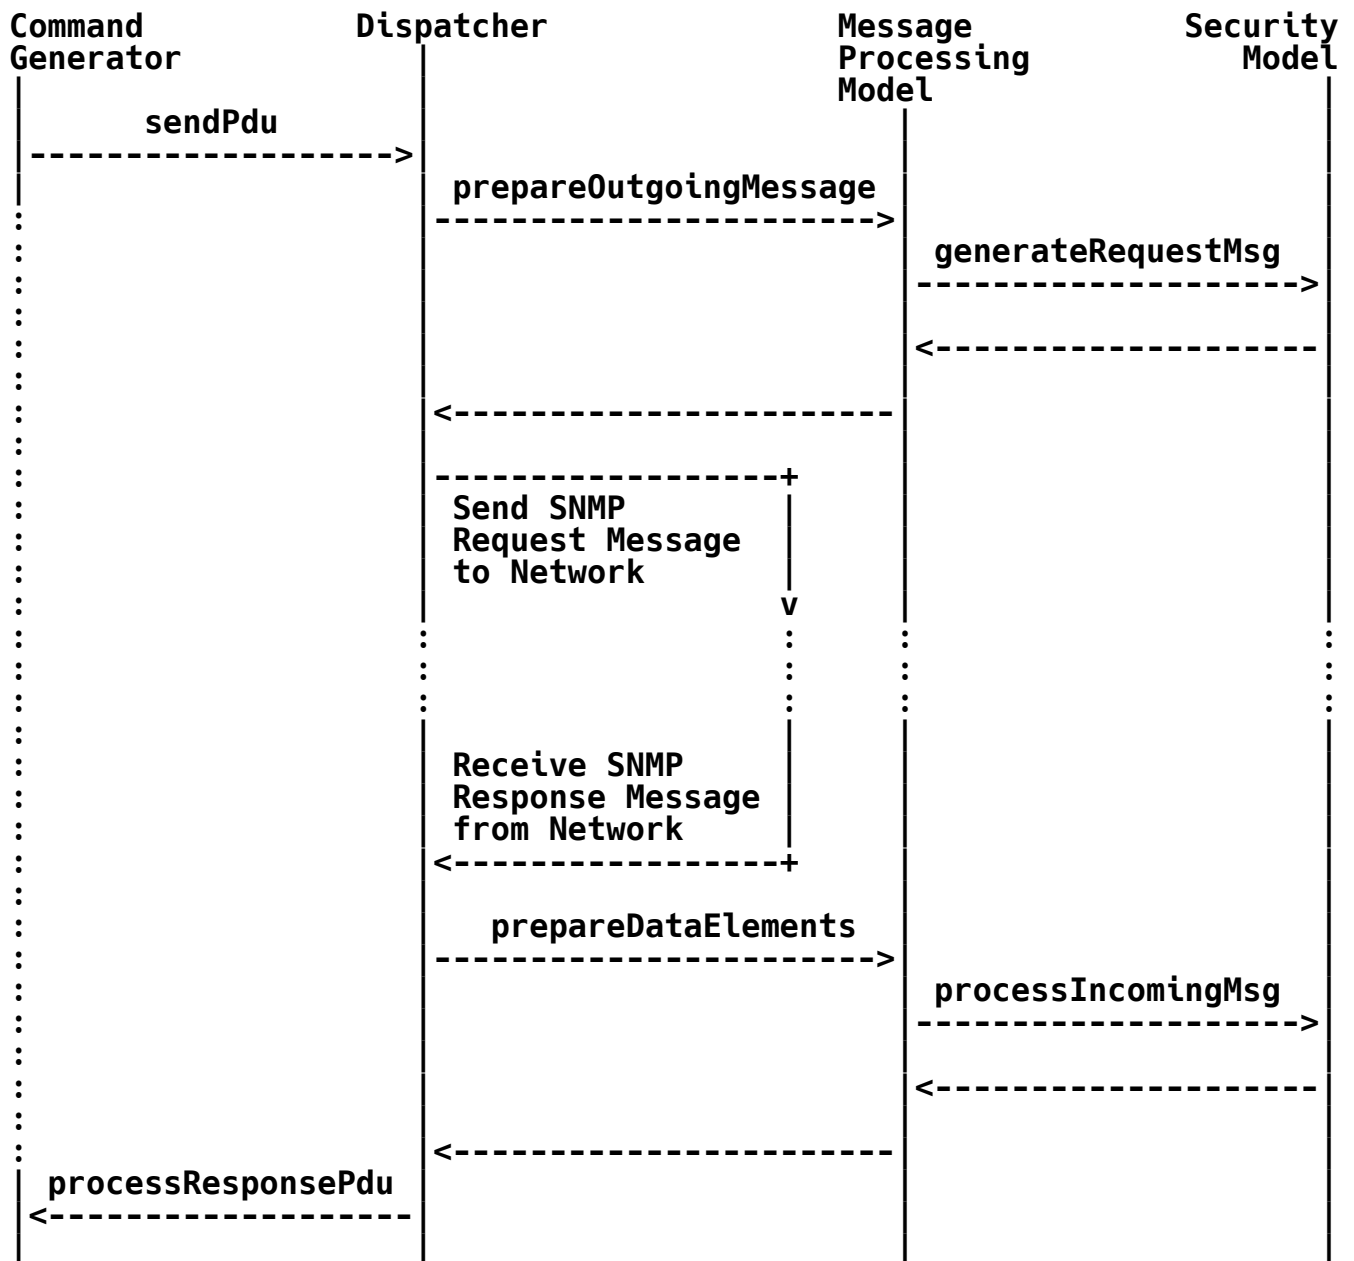 Command Dispatcher Message Security
Generator Processing Model
Model
sendPdu
prepareOutgoingMessage
generateRequestMsg
Send SNMP
Request Message
to Network
v
Receive SNMP
Response Message
from Network
prepareDataElements
processIncomingMsg
processResponsePdu